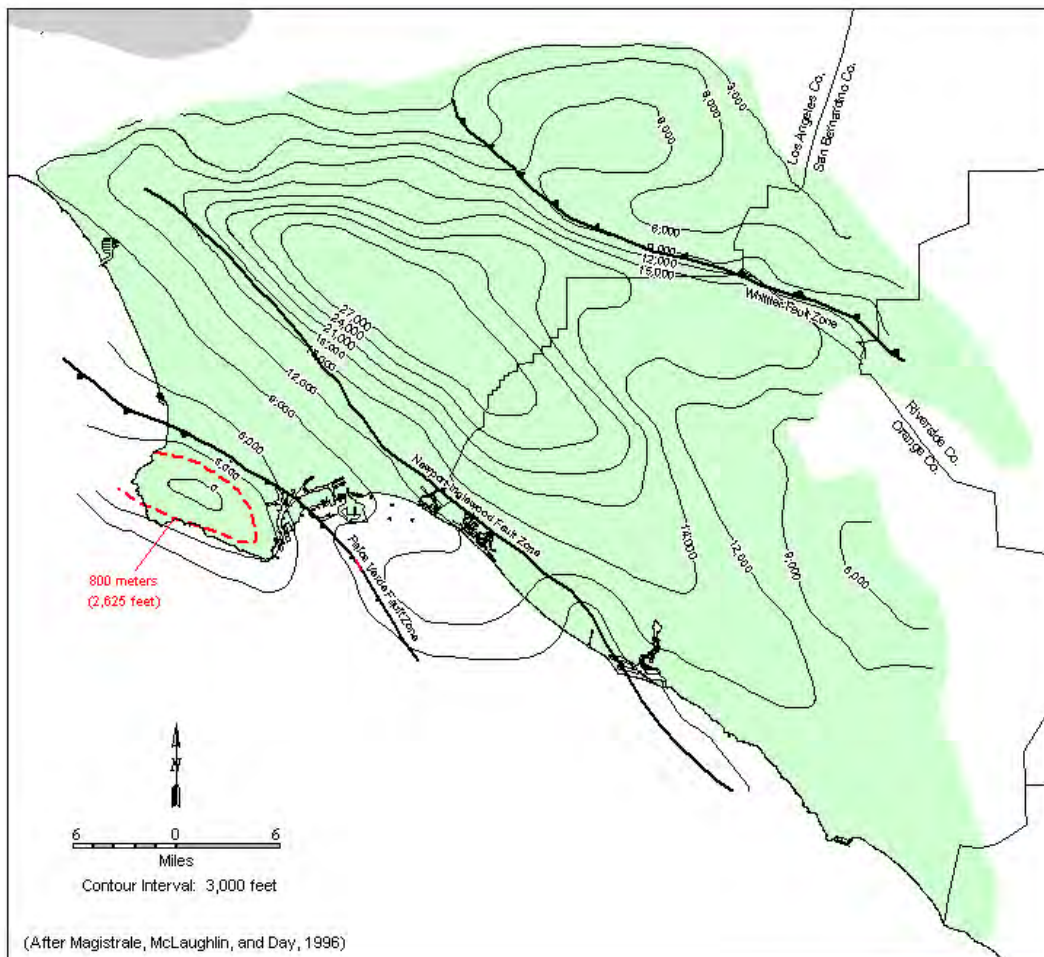 Los Angeles Co.
San Bernardino Co.
3,000
6,000
9,000
6,000
9,000
12,000
15,000
Whittier Fault Zone
27,000
24,000
21,000
18,000
15,000
12,000
9,000
6,000
3,000
0
Riverside Co.
Orange Co.
Newport Inglewood Fault Zone
Palos Verde Fault Zone
12,000
9,000
6,000
800 meters
(2,625 feet)
N
6 0 6
Miles
Contour Interval: 3,000 feet
(After Magistrale, McLaughlin, and Day, 1996)